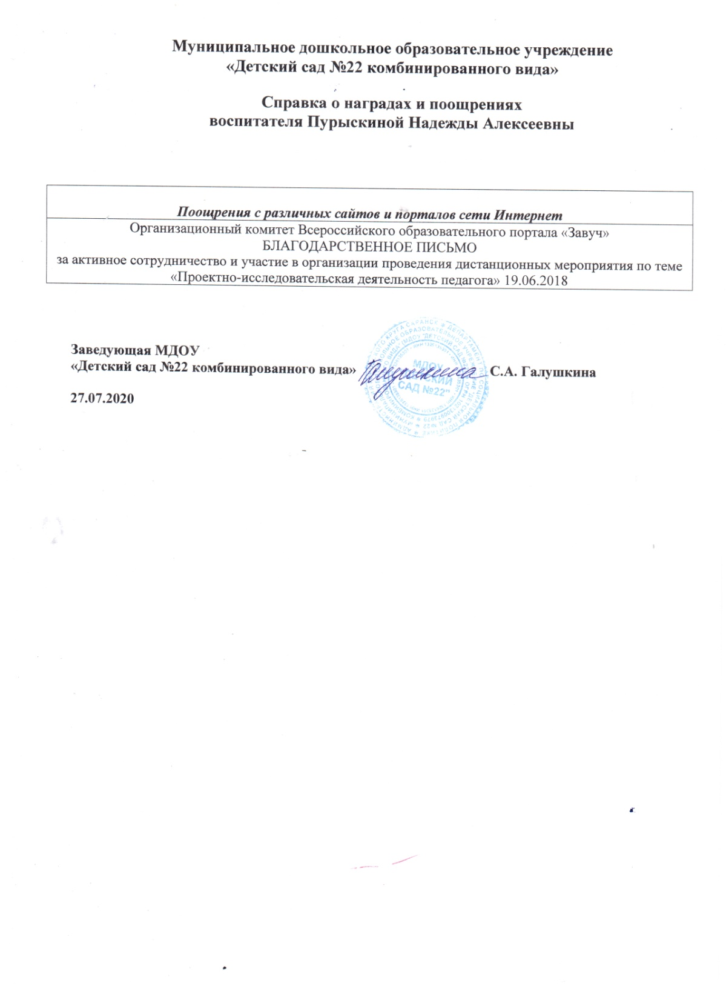 Муниципальное дошкольное образовательное учреждение
«Детский сад №22 комбинированного вида»
Справка о наградах и поощрениях
воспитателя Пурыскиной Надежды Алексеевны
Поощрения с различных сайтов и порталов сети Интернет
Организационный комитет Всероссийского образовательного портала «Завуч»
БЛАГОДАРСТВЕННОЕ ПИСЬМО
за активное сотрудничество и участие в организации проведения дистанционных мероприятия по теме
«Проектно-исследовательская деятельность педагога» 19.06.2018
Заведующая МДОУ
«Детский сад №22 комбинированного вида» С.А. Галушкина
27.07.2020
МДОУ
САД №22"